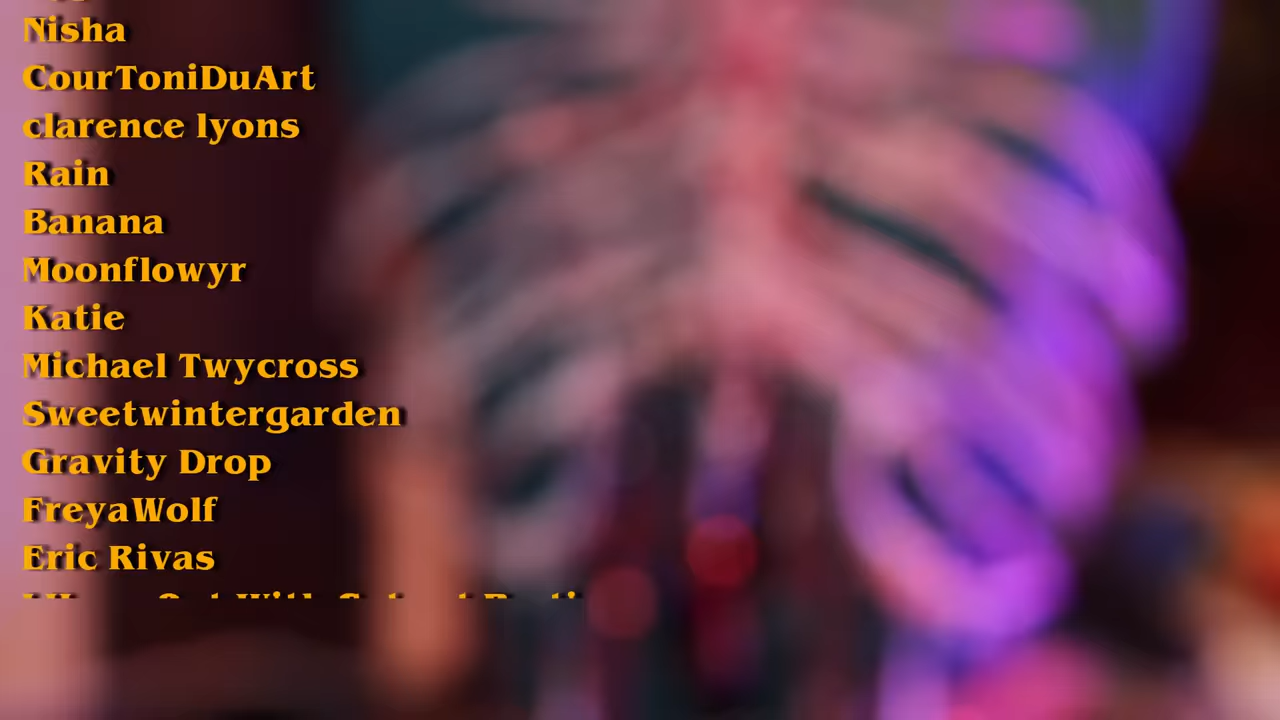 Nisha
CourToniDuArt
clarence lyons
Rain
Banana
Moonflowyr
Katie
Michael Twycross
Sweetwintergarden
Gravity Drop
FreyaWolf
Eric Rivas